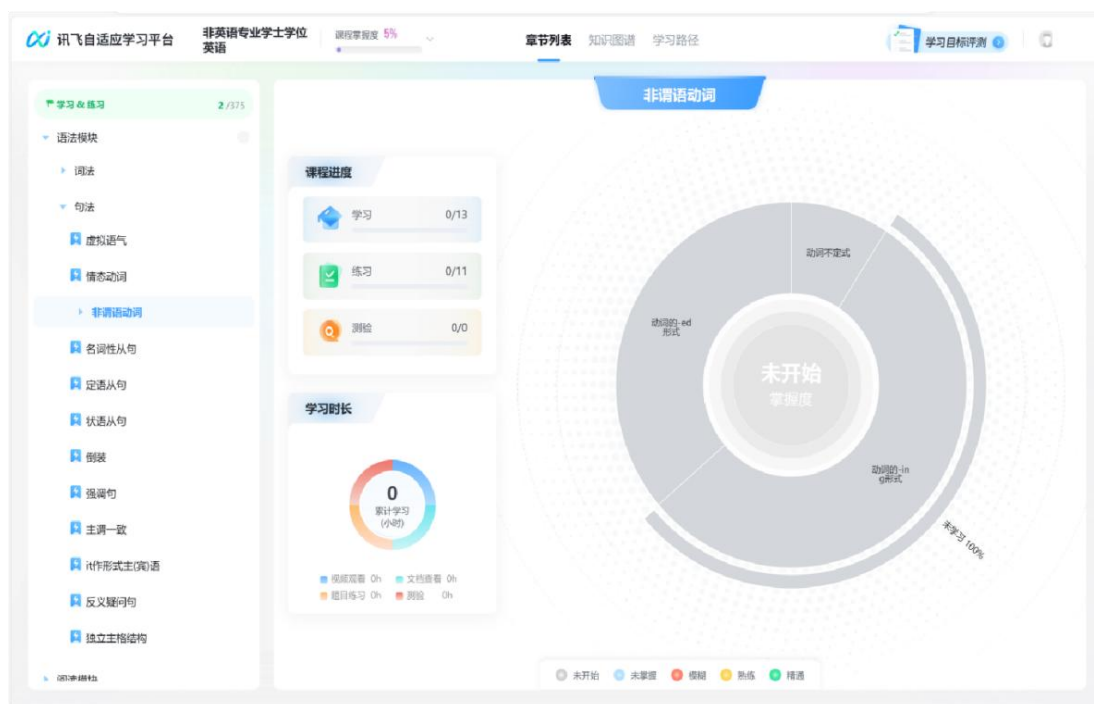 讯飞自适应学习平台
非英语专业学士学位
英语
课程掌握度 5%
章节列表 知识图谱 学习路径
学习目标评测
学习&练习 2/375
语法模块
词法
句法
虚拟语气
情态动词
非谓语动词
名词性从句
定语从句
状语从句
倒装
强调句
主谓一致
it作形式主(宾)语
反义疑问句
独立主格结构
阅读模块
非谓语动词
课程进度
学习 0/13
练习 0/11
测验 0/0
学习时长
0
累计学习
(小时)
视频观看 0h 文档查看 0h
题目练习 0h 测验 0h
动词不定式
动词的-ed
形式
未开始
掌握度
动词的-in
g形式
未学习 100%
未开始 未掌握 模糊 熟练 精通